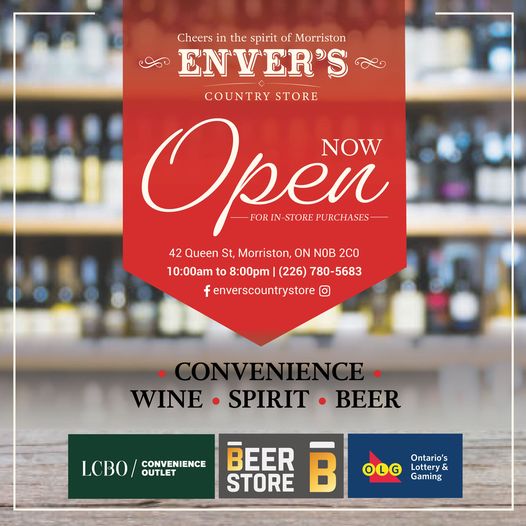 Cheers in the spirit of Morriston
ENVER'S
COUNTRY STORE
NOW
Open
FOR IN-STORE PURCHASES
42 Queen St, Morriston, ON N0B 2C0
10:00am to 8:00pm | (226) 780-5683
enverscountrystore
• CONVENIENCE •
WINE • SPIRIT • BEER
LCBO / CONVENIENCE
OUTLET
BEER
STORE
B
OLG
Ontario's
Lottery &
Gaming